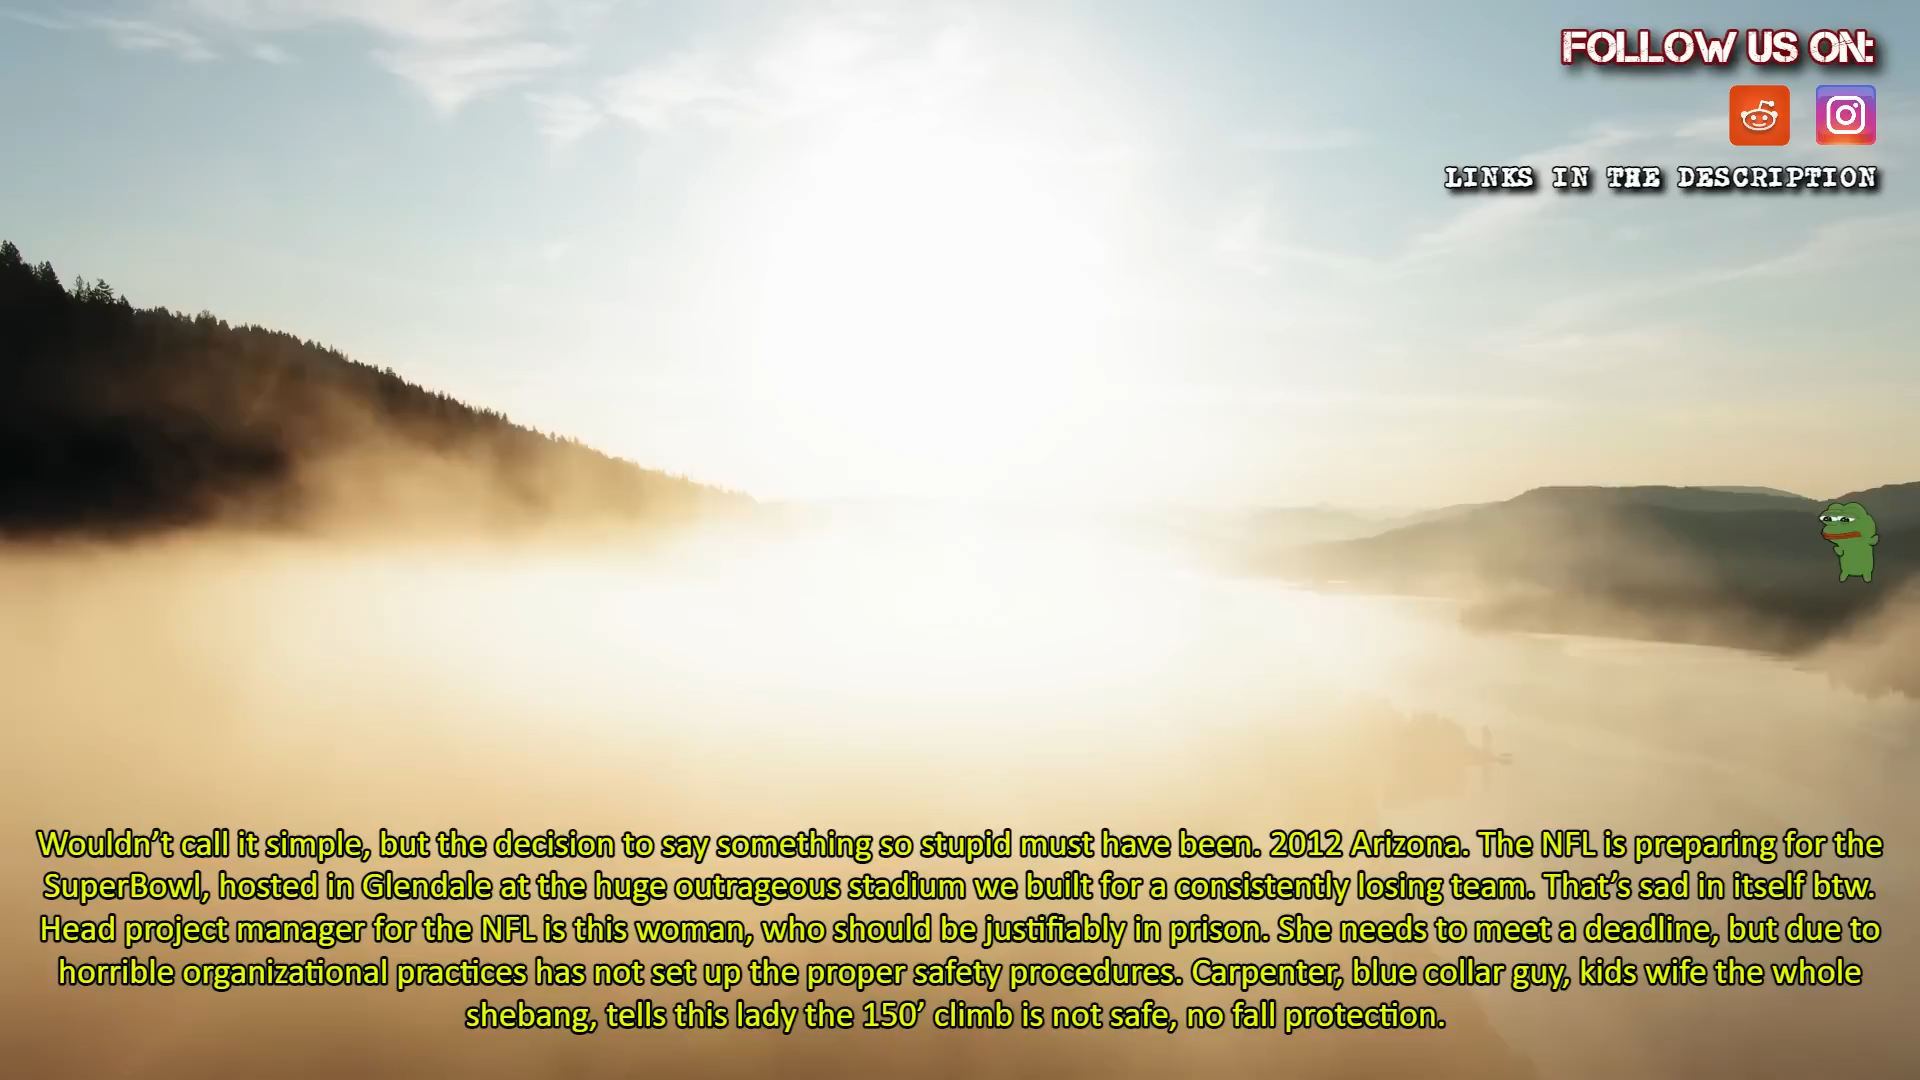 FOLLOW US ON:
LINKS IN THE DESCRIPTION
Wouldn’t call it simple, but the decision to say something so stupid must have been. 2012 Arizona. The NFL is preparing for the
SuperBowl, hosted in Glendale at the huge outrageous stadium we built for a consistently losing team. That’s sad in itself btw.
Head project manager for the NFL is this woman, who should be justifiably in prison. She needs to meet a deadline, but due to
horrible organizational practices has not set up the proper safety procedures. Carpenter, blue collar guy, kids wife the whole
shebang, tells this lady the 150’ climb is not safe, no fall protection.